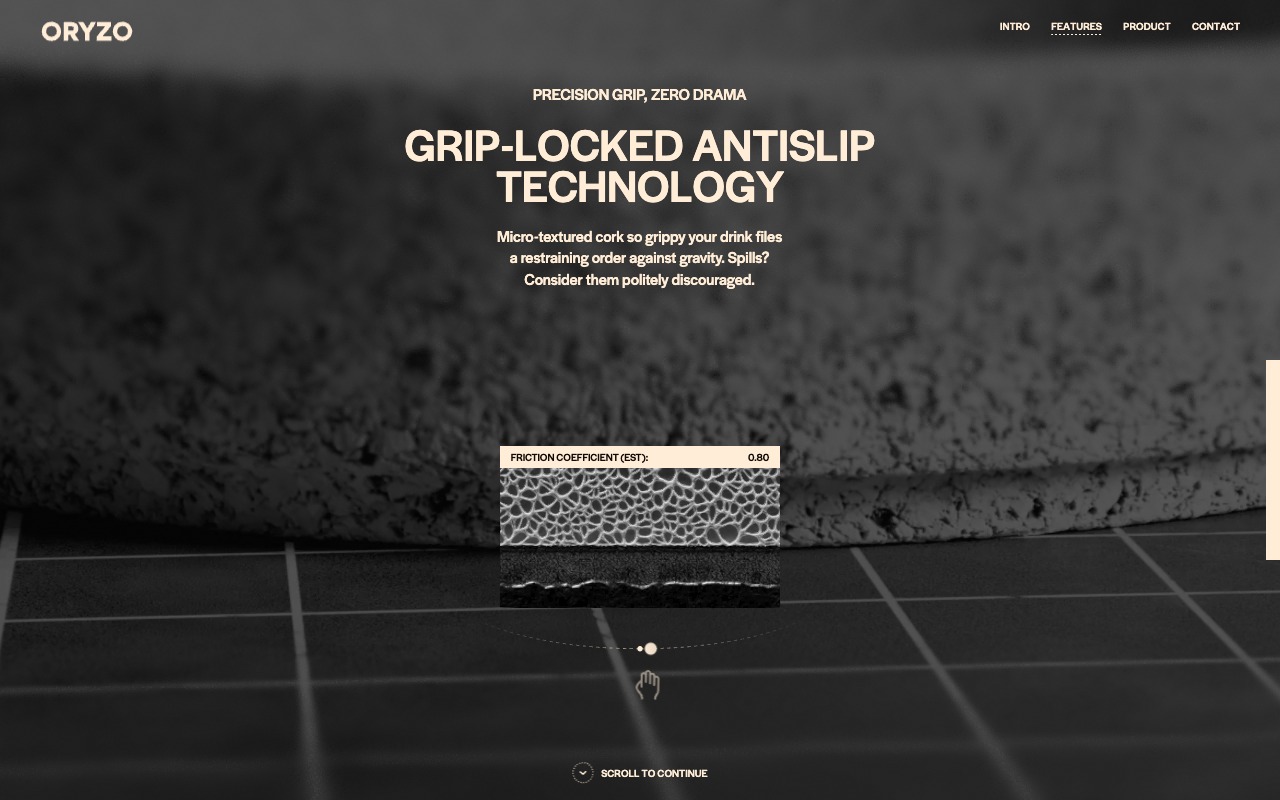 ORYZO
INTRO FEATURES PRODUCT CONTACT
PRECISION GRIP, ZERO DRAMA
GRIP-LOCKED ANTISLIP
TECHNOLOGY
Micro-textured cork so grippy your drink files
a restraining order against gravity. Spills?
Consider them politely discouraged.
FRICTION COEFFICIENT (EST): 0.80
SCROLL TO CONTINUE